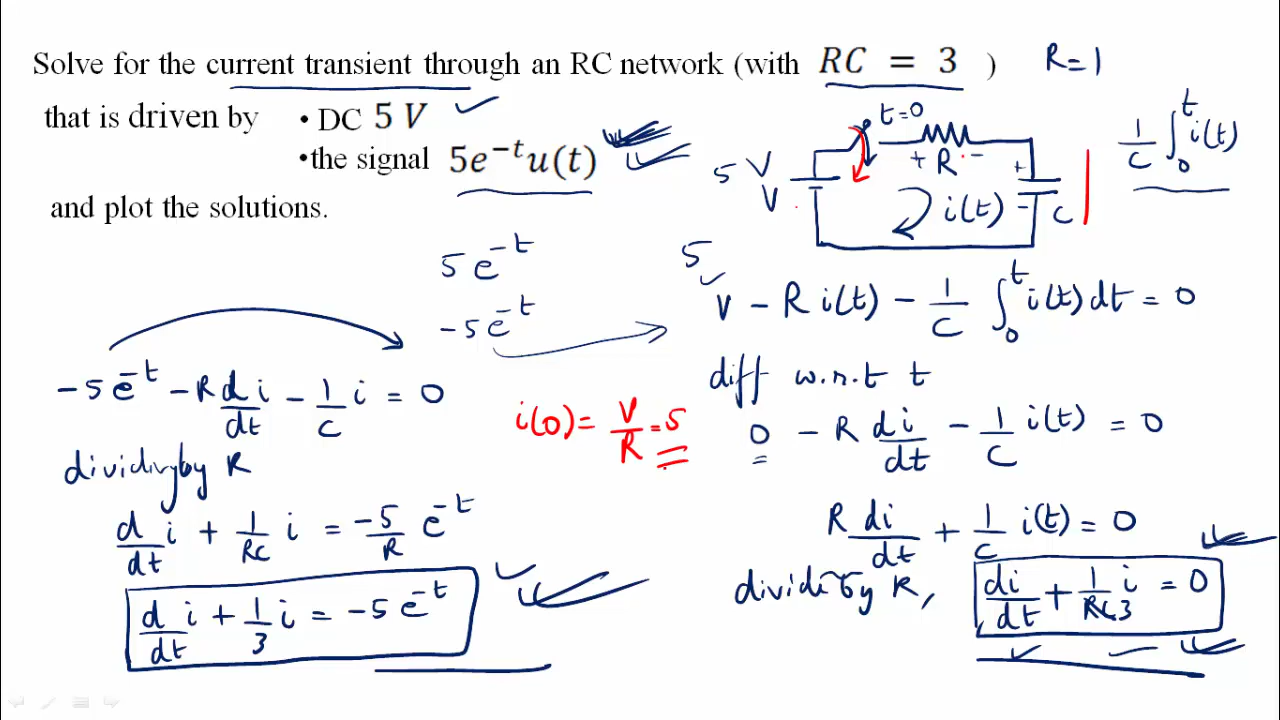 Solve for the current transient through an RC network (with RC = 3 ) R=1
that is driven by • DC 5 V
•the signal 5e^{-t}u(t)
and plot the solutions.
t=0
+ R -
5 V
V
+
-
C
i(t)
1/C ∫_0^t i(t)
5e^{-t}
-5e^{-t}
5
V - R i(t) - 1/C ∫_0^t i(t) dt = 0
diff w.r.t t
0 - R di/dt - 1/C i(t) = 0
i(0) = V/R = 5
R di/dt + 1/C i(t) = 0
dividing by R,
di/dt + 1/RC i = 0
3
-5e^{-t} - R d/dt i - 1/C i = 0
dividing by R
d/dt i + 1/RC i = -5/R e^{-t}
d/dt i + 1/3 i = -5e^{-t}